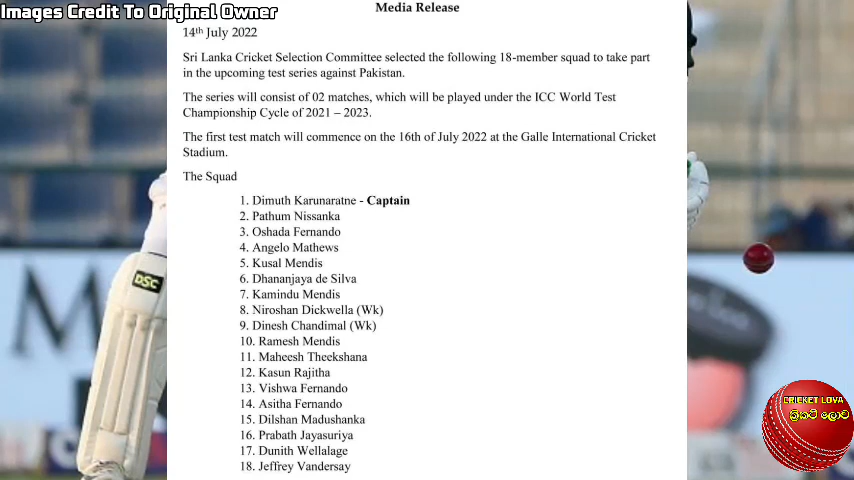 Images Credit To Original Owner
Media Release
14th July 2022
Sri Lanka Cricket Selection Committee selected the following 18-member squad to take part
in the upcoming test series against Pakistan.
The series will consist of 02 matches, which will be played under the ICC World Test
Championship Cycle of 2021 – 2023.
The first test match will commence on the 16th of July 2022 at the Galle International Cricket
Stadium.
The Squad
1. Dimuth Karunaratne - Captain
2. Pathum Nissanka
3. Oshada Fernando
4. Angelo Mathews
5. Kusal Mendis
6. Dhananjaya de Silva
7. Kamindu Mendis
8. Niroshan Dickwella (Wk)
9. Dinesh Chandimal (Wk)
10. Ramesh Mendis
11. Maheesh Theekshana
12. Kasun Rajitha
13. Vishwa Fernando
14. Asitha Fernando
15. Dilshan Madushanka
16. Prabath Jayasuriya
17. Dunith Wellalage
18. Jeffrey Vandersay
DSC
CRICKET LOVA
ක්‍රිකට් ලොව